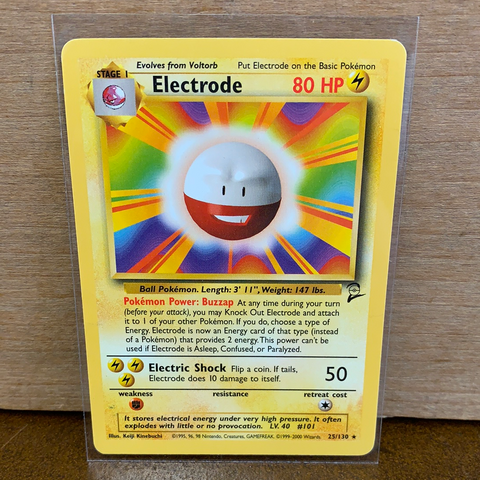 Evolves from Voltorb Put Electrode on the Basic Pokémon
STAGE 1
Electrode 80 HP
Ball Pokémon. Length: 3' 11", Weight: 147 lbs.
Pokémon Power: Buzzap At any time during your turn
(before your attack), you may Knock Out Electrode and attach
it to 1 of your other Pokémon. If you do, choose a type of
Energy. Electrode is now an Energy card of that type (instead
of a Pokémon) that provides 2 energy. This power can't be
used if Electrode is Asleep, Confused, or Paralyzed.
Electric Shock Flip a coin. If tails,
Electrode does 10 damage to itself. 50
weakness resistance retreat cost
It stores electrical energy under very high pressure. It often
explodes with little or no provocation. LV. 40 #101
Illus. Keiji Kinebuchi ©1995, 96, 98 Nintendo, Creatures, GAMEFREAK. ©1999-2000 Wizards. 25/130 ★